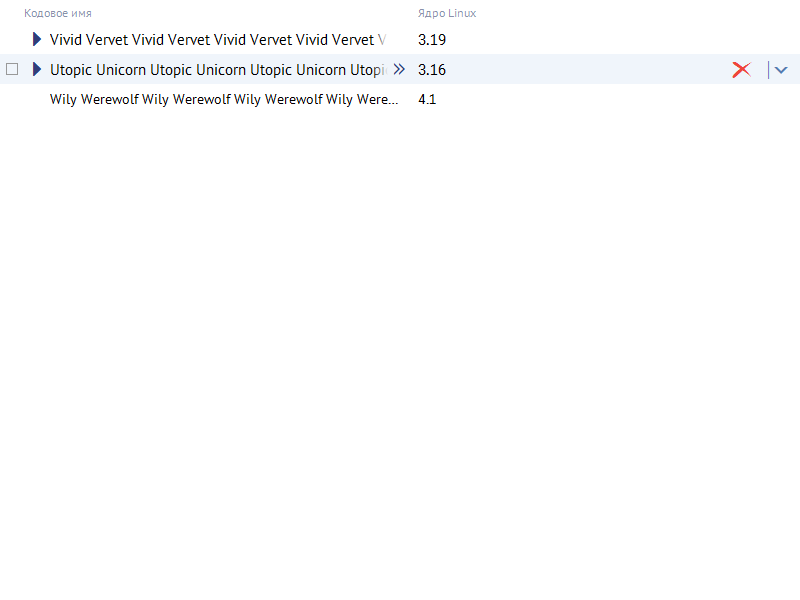 Кодовое имя Ядро Linux
Vivid Vervet Vivid Vervet Vivid Vervet Vivid Vervet V 3.19
Utopic Unicorn Utopic Unicorn Utopic Unicorn Utopi 3.16
Wily Werewolf Wily Werewolf Wily Werewolf Wily Were... 4.1